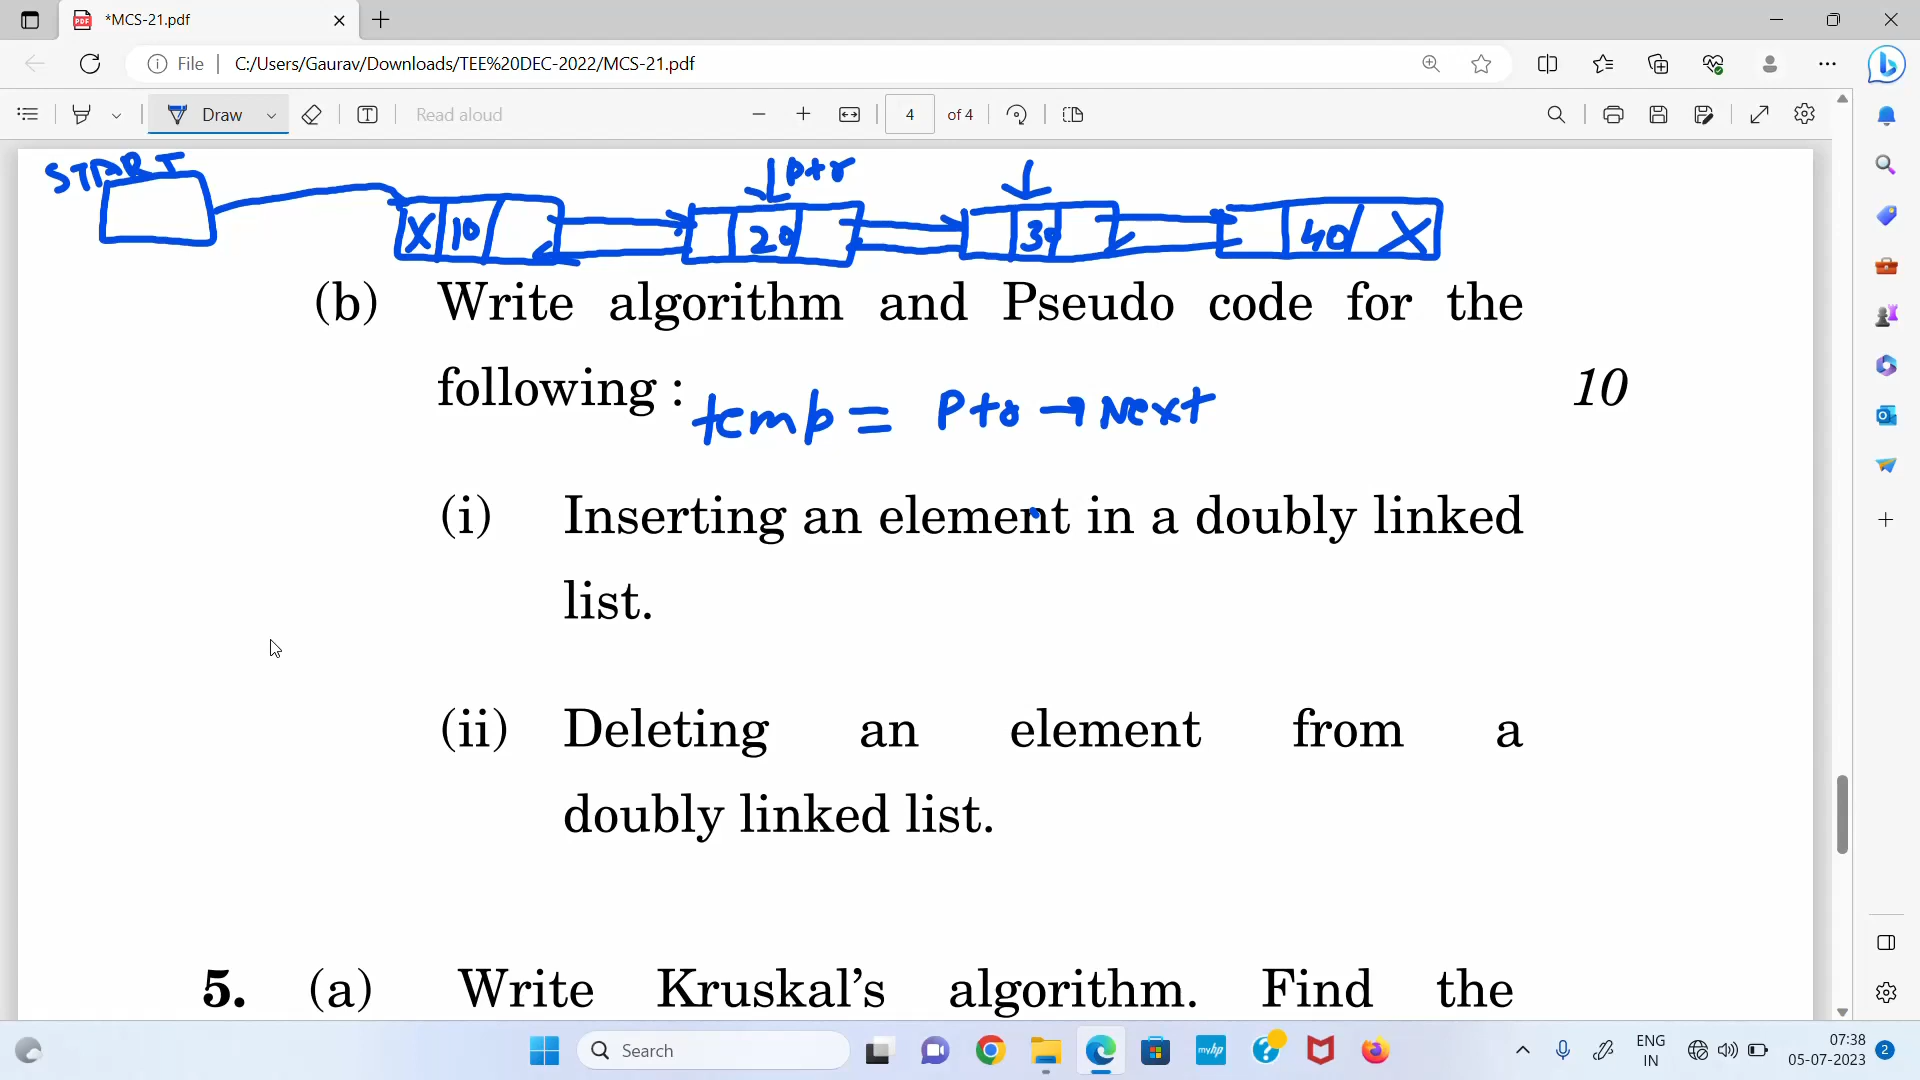 *MCS-21.pdf
File
C:/Users/Gaurav/Downloads/TEE%20DEC-2022/MCS-21.pdf
Draw
Read aloud
4 of 4
START
ptr
X 10
20
30
40 X
(b) Write algorithm and Pseudo code for the
following : 10
temp = Ptr → Next
(i) Inserting an element in a doubly linked
list.
(ii) Deleting an element from a
doubly linked list.
5. (a) Write Kruskal's algorithm. Find the
Search
myhp
ENG
IN
07:38
05-07-2023
2